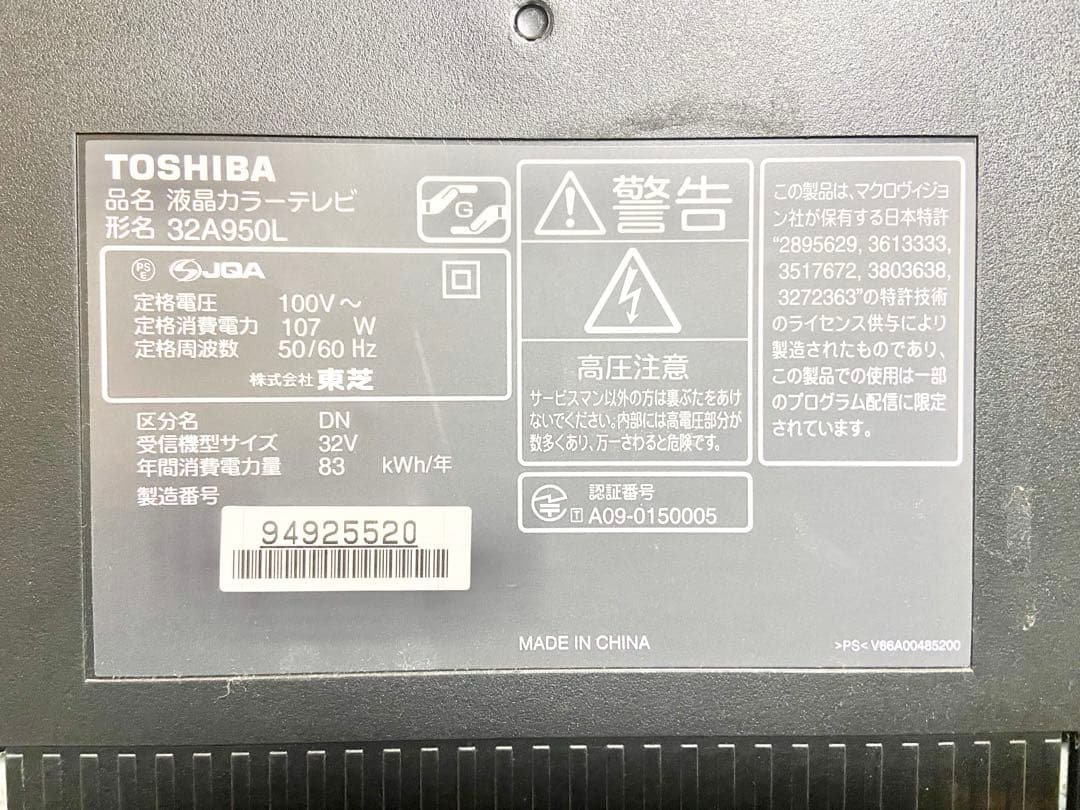 TOSHIBA
品名 液晶カラーテレビ
形名 32A950L
G
PS
E
JQA
定格電圧 100V～
定格消費電力 107 W
定格周波数 50/60 Hz
株式会社 東芝
区分名 DN
受信機型サイズ 32V
年間消費電力量 83 kWh/年
製造番号
94925520
警告
高圧注意
サービスマン以外の方は裏ぶたをあけ
ないでください。内部には高電圧部分が
数多くあり、万一さわると危険です。
認証番号
T A09-0150005
この製品は、マクロヴィジョ
ン社が保有する日本特許
"2895629, 3613333,
3517672, 3803638,
3272363"の特許技術
のライセンス供与により
製造されたものであり、
この製品での使用は一部
のプログラム配信に限定
されています。
MADE IN CHINA
>PS< V66A00485200